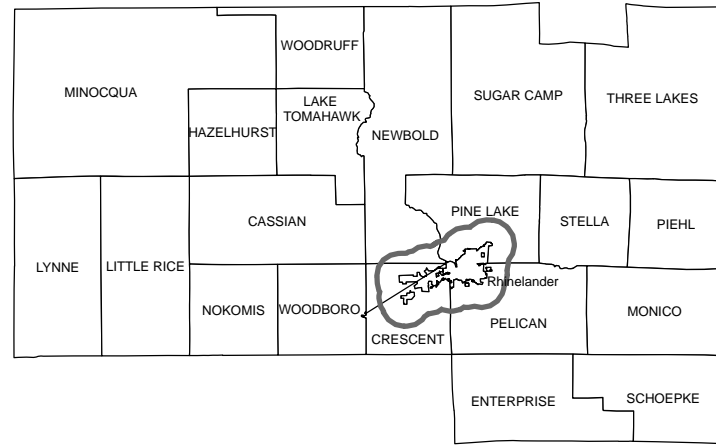 WOODRUFF
MINOCQUA
SUGAR CAMP
THREE LAKES
LAKE
TOMAHAWK
HAZELHURST
NEWBOLD
PINE LAKE
CASSIAN
STELLA
PIEHL
LYNNE
LITTLE RICE
Rhinelander
NOKOMIS
WOODBORO
PELICAN
MONICO
CRESCENT
ENTERPRISE
SCHOEPKE